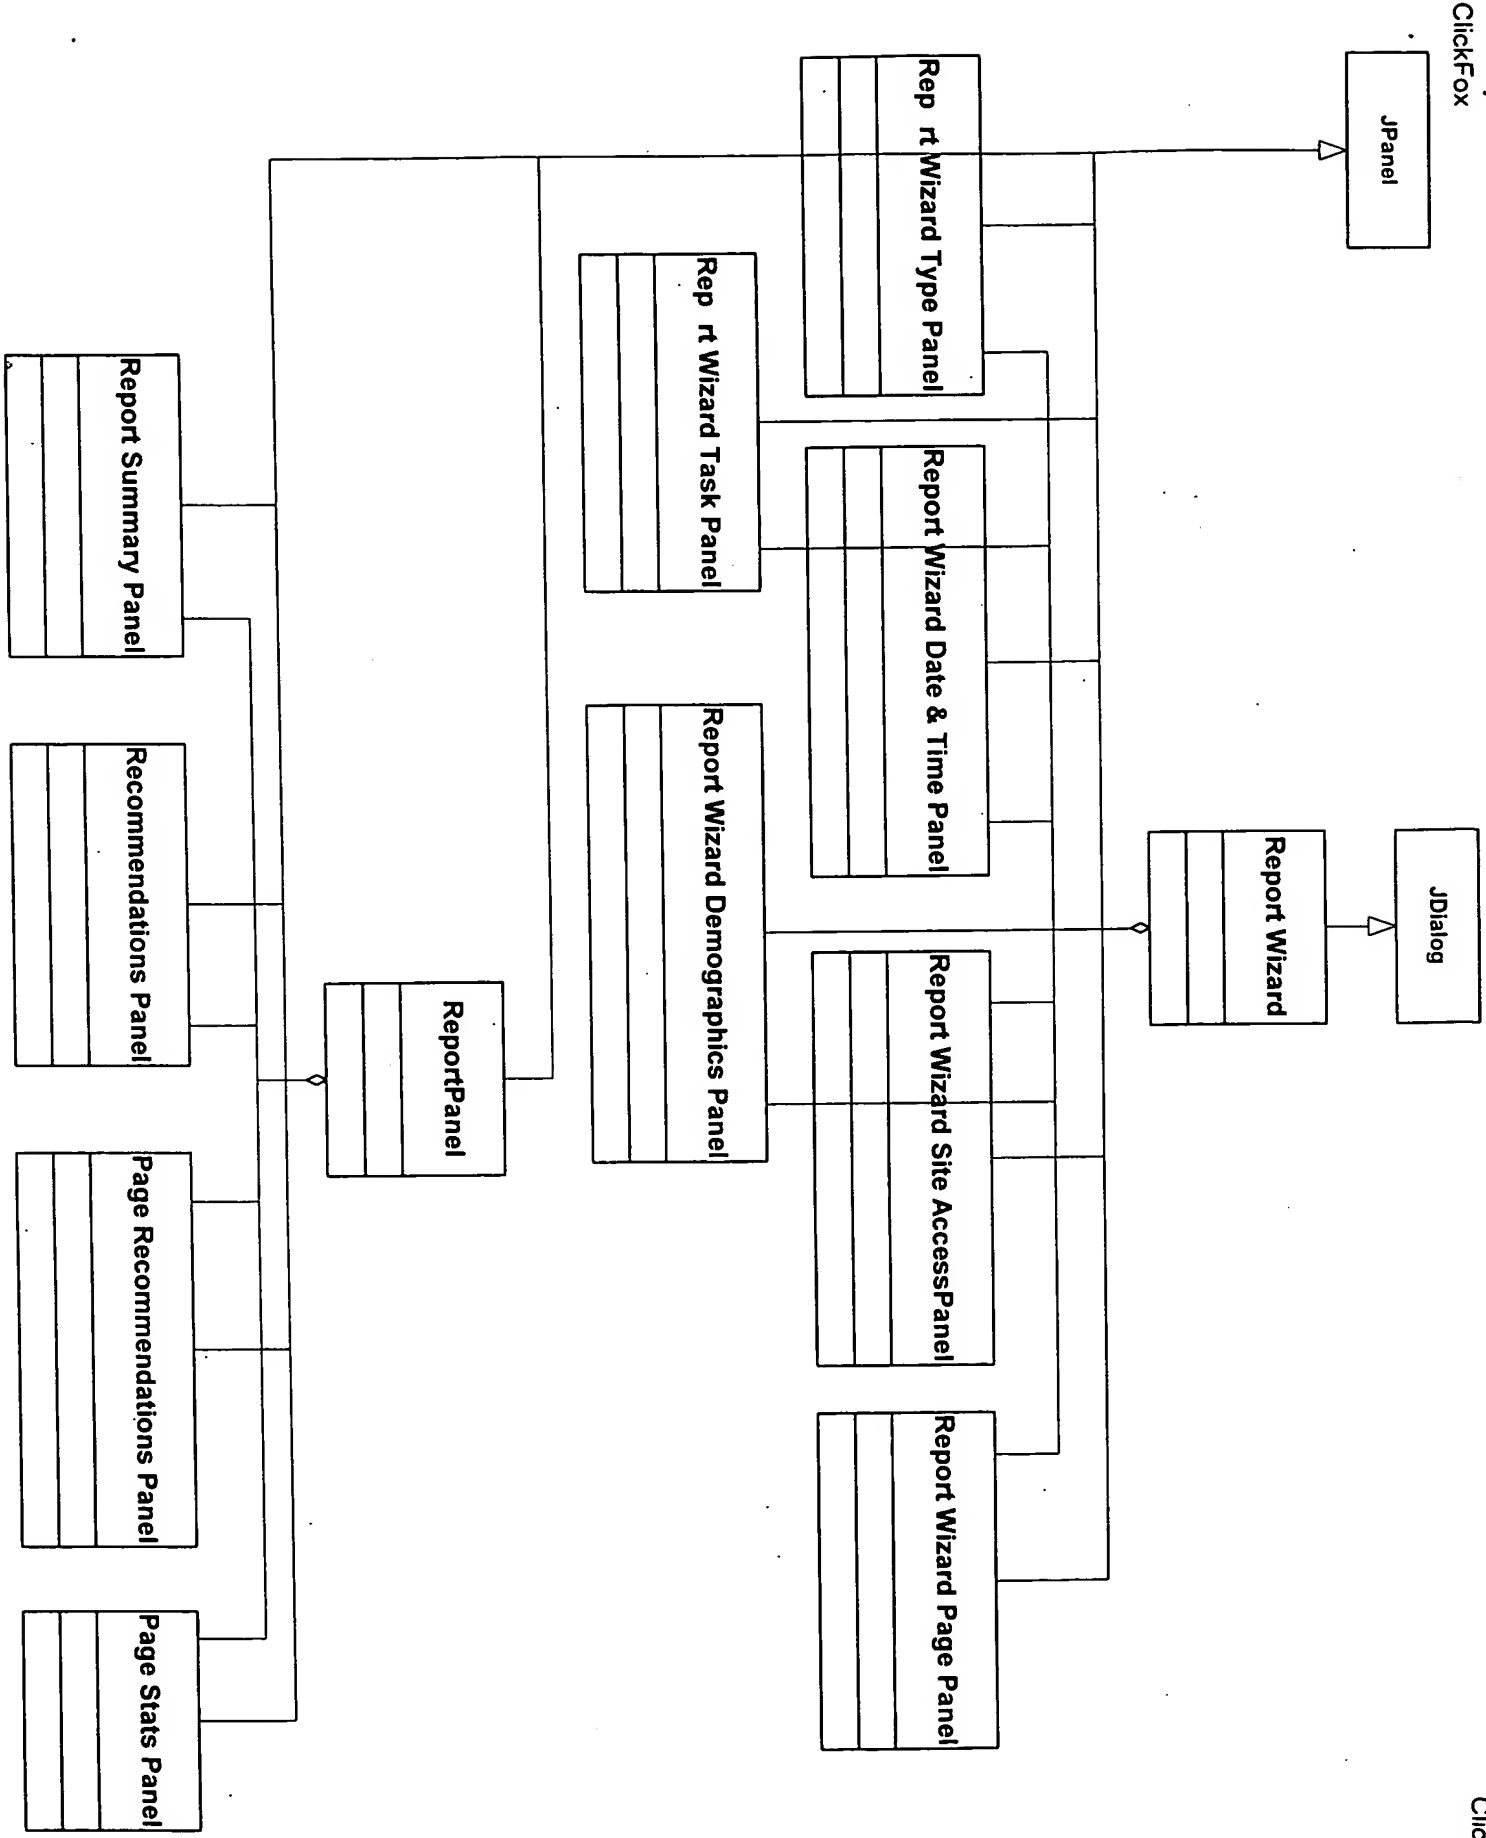 ClickFox
Clic
JPanel
JDialog
Report Wizard
Rep rt Wizard Type Panel
Report Wizard Date & Time Panel
Report Wizard Site AccessPanel
Report Wizard Page Panel
Rep rt Wizard Task Panel
Report Wizard Demographics Panel
ReportPanel
Report Summary Panel
Recommendations Panel
Page Recommendations Panel
Page Stats Panel